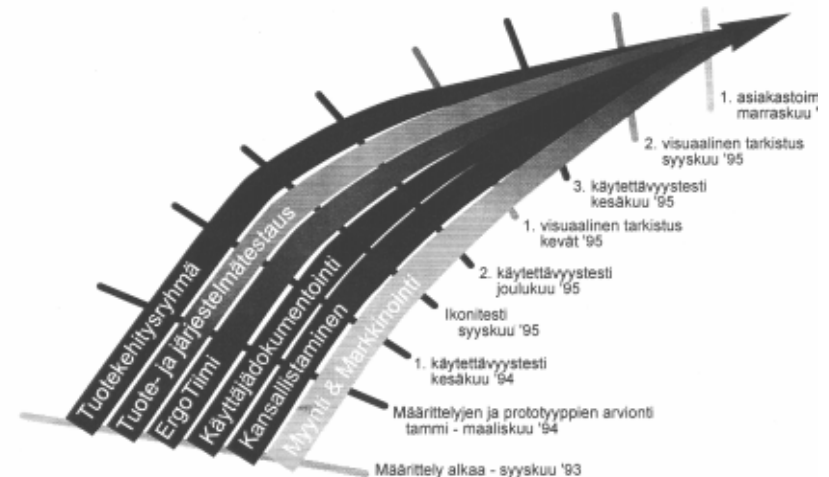 1. asiakastoim
marraskuu '
2. visuaalinen tarkistus
syyskuu '95
3. käytettävyystesti
kesäkuu '95
1. visuaalinen tarkistus
kevät '95
2. käytettävyystesti
joulukuu '95
Ikonitesti
syyskuu '95
1. käytettävyystesti
kesäkuu '94
Määrittelyjen ja prototyyppien arvionti
tammi - maaliskuu '94
Määrittely alkaa - syyskuu '93
Tuotekehitysryhmä
Tuote- ja järjestelmätestaus
ErgoTiimi
Käyttäjädokumentointi
Kansallistaminen
Myynti & Markkinointi